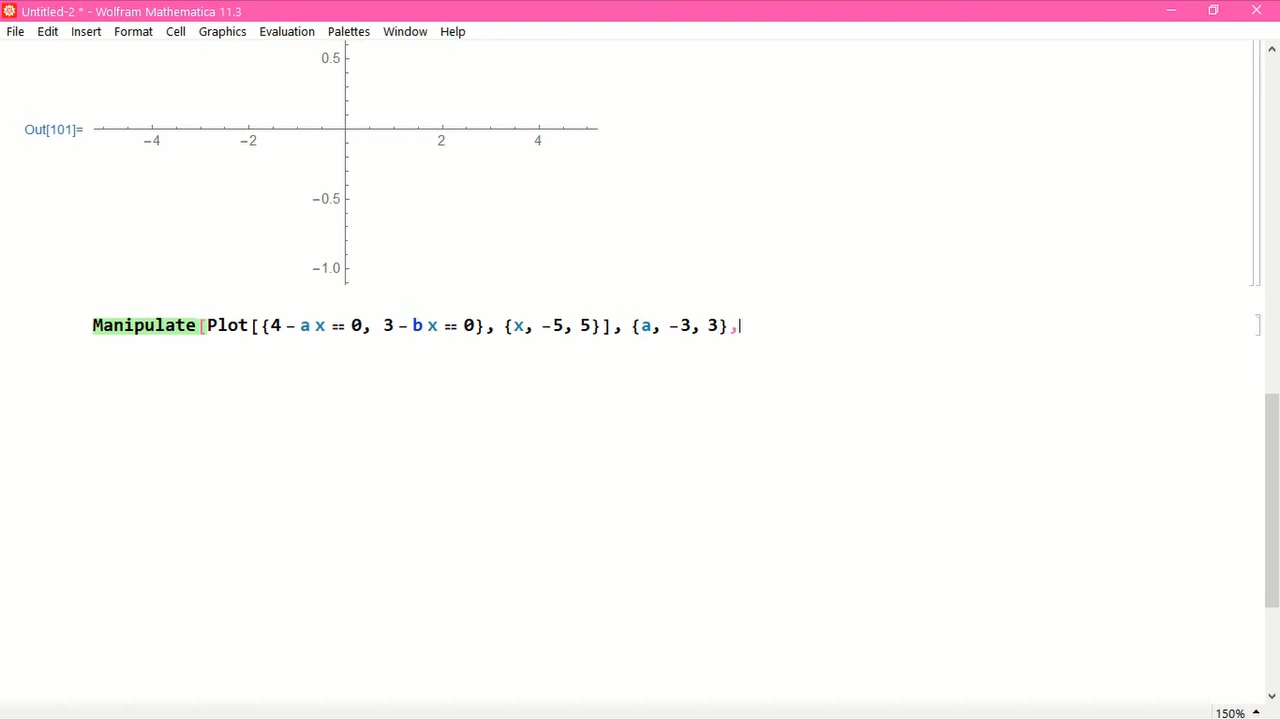 Untitled-2 * - Wolfram Mathematica 11.3
File Edit Insert Format Cell Graphics Evaluation Palettes Window Help
0.5
Out[101]=
−4 −2 2 4
−0.5
−1.0
Manipulate[Plot[{4 − a x == 0, 3 − b x == 0}, {x, −5, 5}], {a, −3, 3},
150%